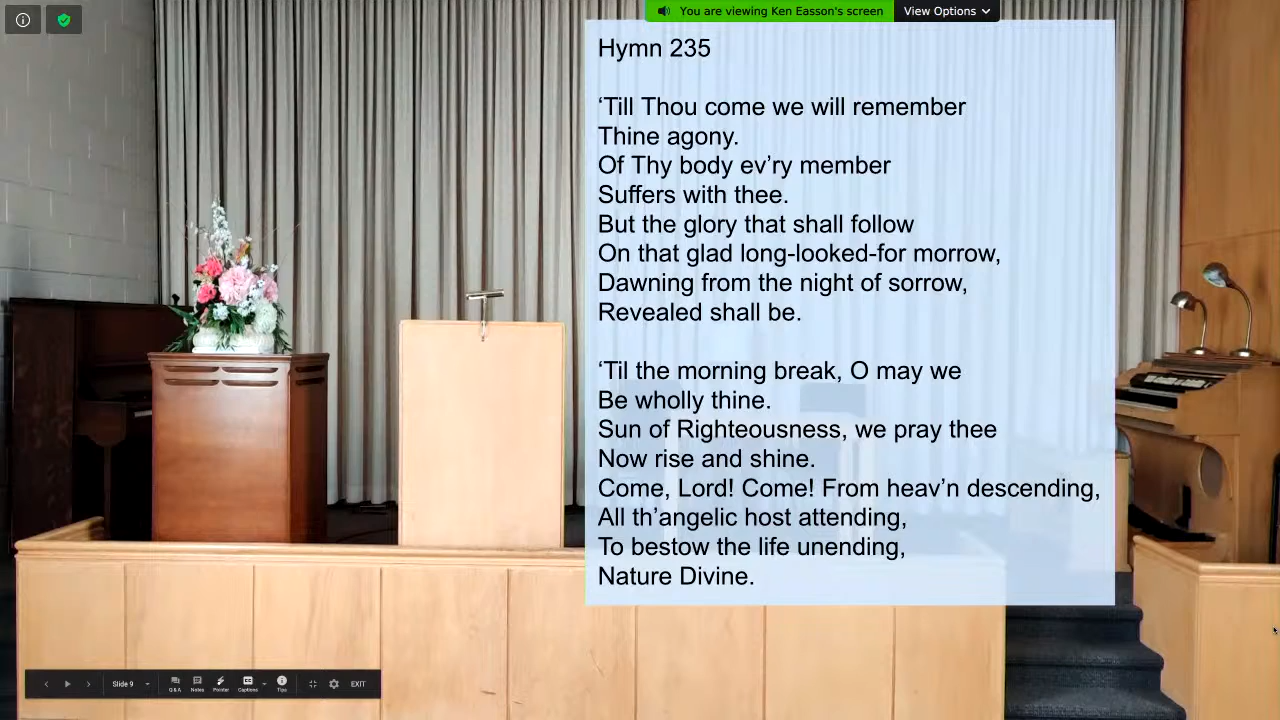 You are viewing Ken Easson's screen
View Options
Hymn 235
‘Till Thou come we will remember
Thine agony.
Of Thy body ev’ry member
Suffers with thee.
But the glory that shall follow
On that glad long-looked-for morrow,
Dawning from the night of sorrow,
Revealed shall be.
‘Til the morning break, O may we
Be wholly thine.
Sun of Righteousness, we pray thee
Now rise and shine.
Come, Lord! Come! From heav’n descending,
All th’angelic host attending,
To bestow the life unending,
Nature Divine.
Slide 9
Q&A
Notes
Pointer
Captions
Tips
EXIT